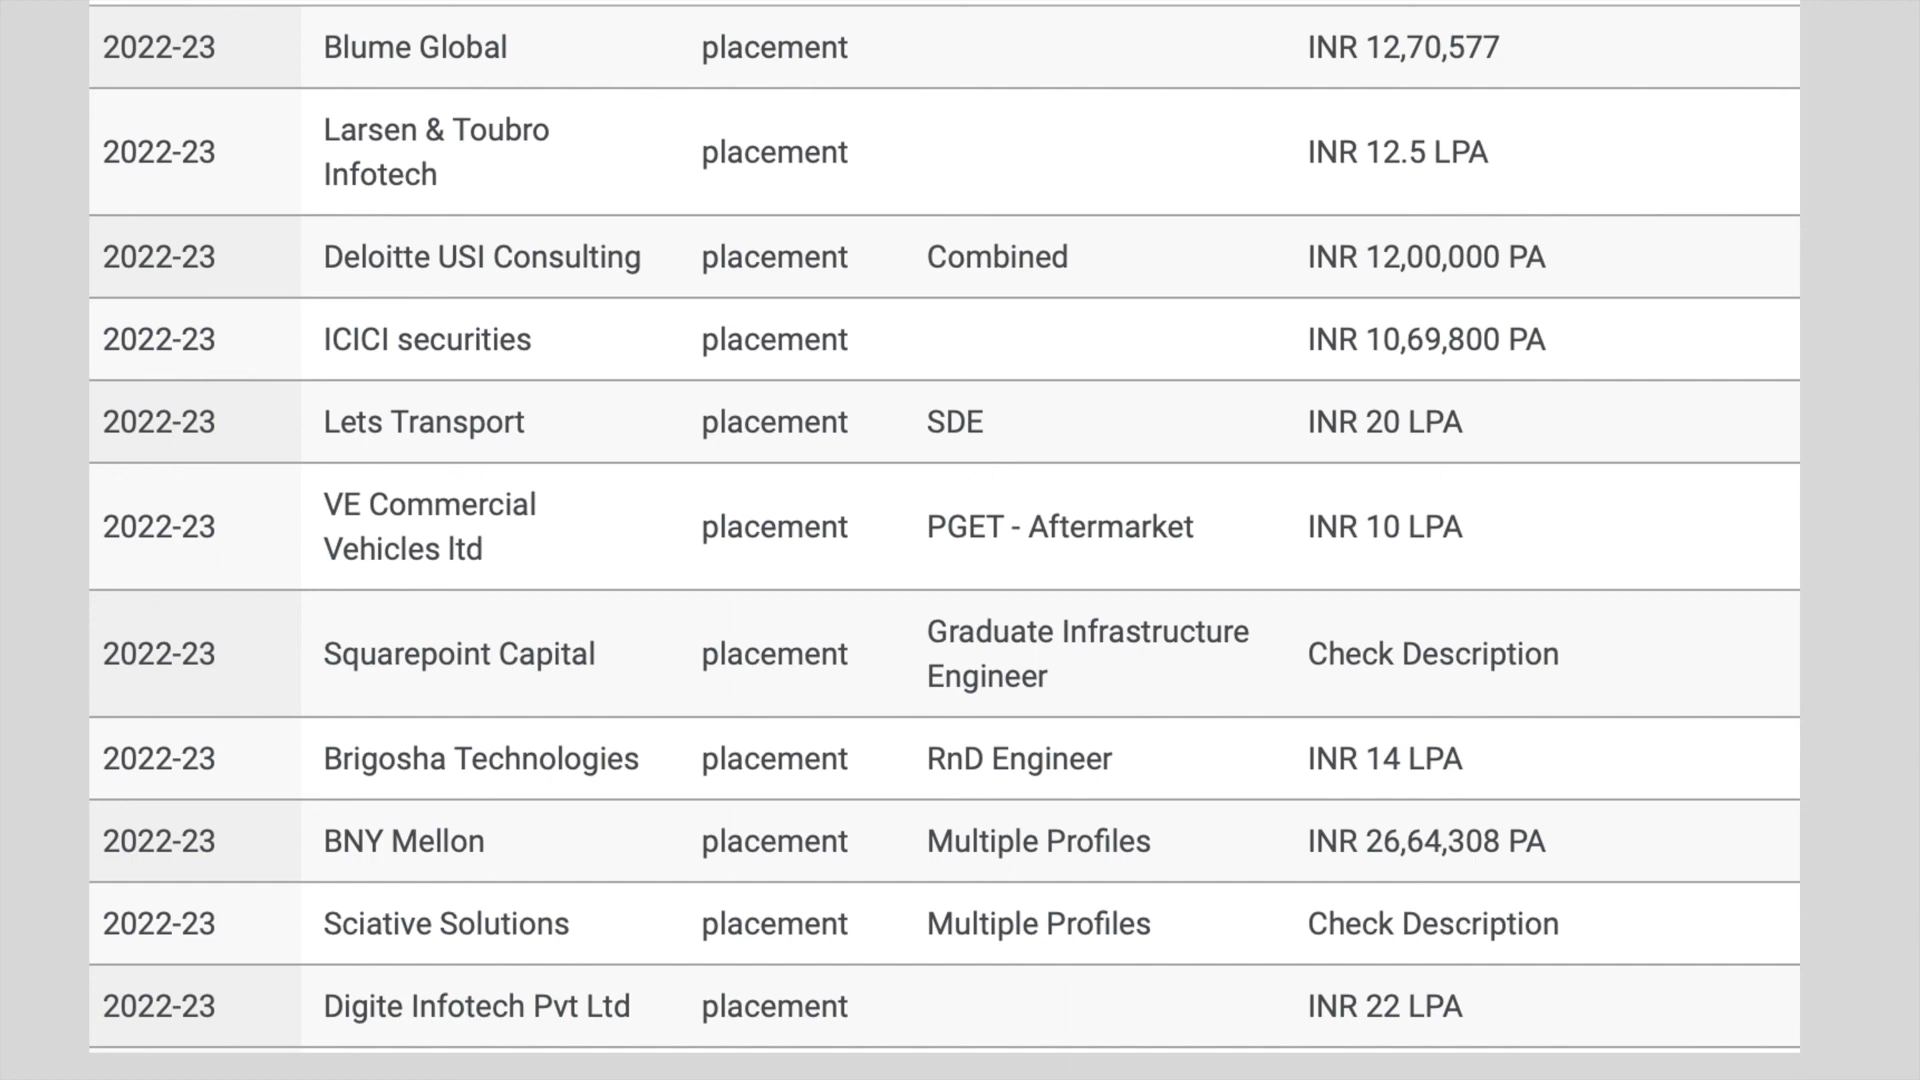 2022-23 Blume Global placement INR 12,70,577
2022-23 Larsen & Toubro Infotech placement INR 12.5 LPA
2022-23 Deloitte USI Consulting placement Combined INR 12,00,000 PA
2022-23 ICICI securities placement INR 10,69,800 PA
2022-23 Lets Transport placement SDE INR 20 LPA
2022-23 VE Commercial Vehicles ltd placement PGET - Aftermarket INR 10 LPA
2022-23 Squarepoint Capital placement Graduate Infrastructure Engineer Check Description
2022-23 Brigosha Technologies placement RnD Engineer INR 14 LPA
2022-23 BNY Mellon placement Multiple Profiles INR 26,64,308 PA
2022-23 Sciative Solutions placement Multiple Profiles Check Description
2022-23 Digite Infotech Pvt Ltd placement INR 22 LPA